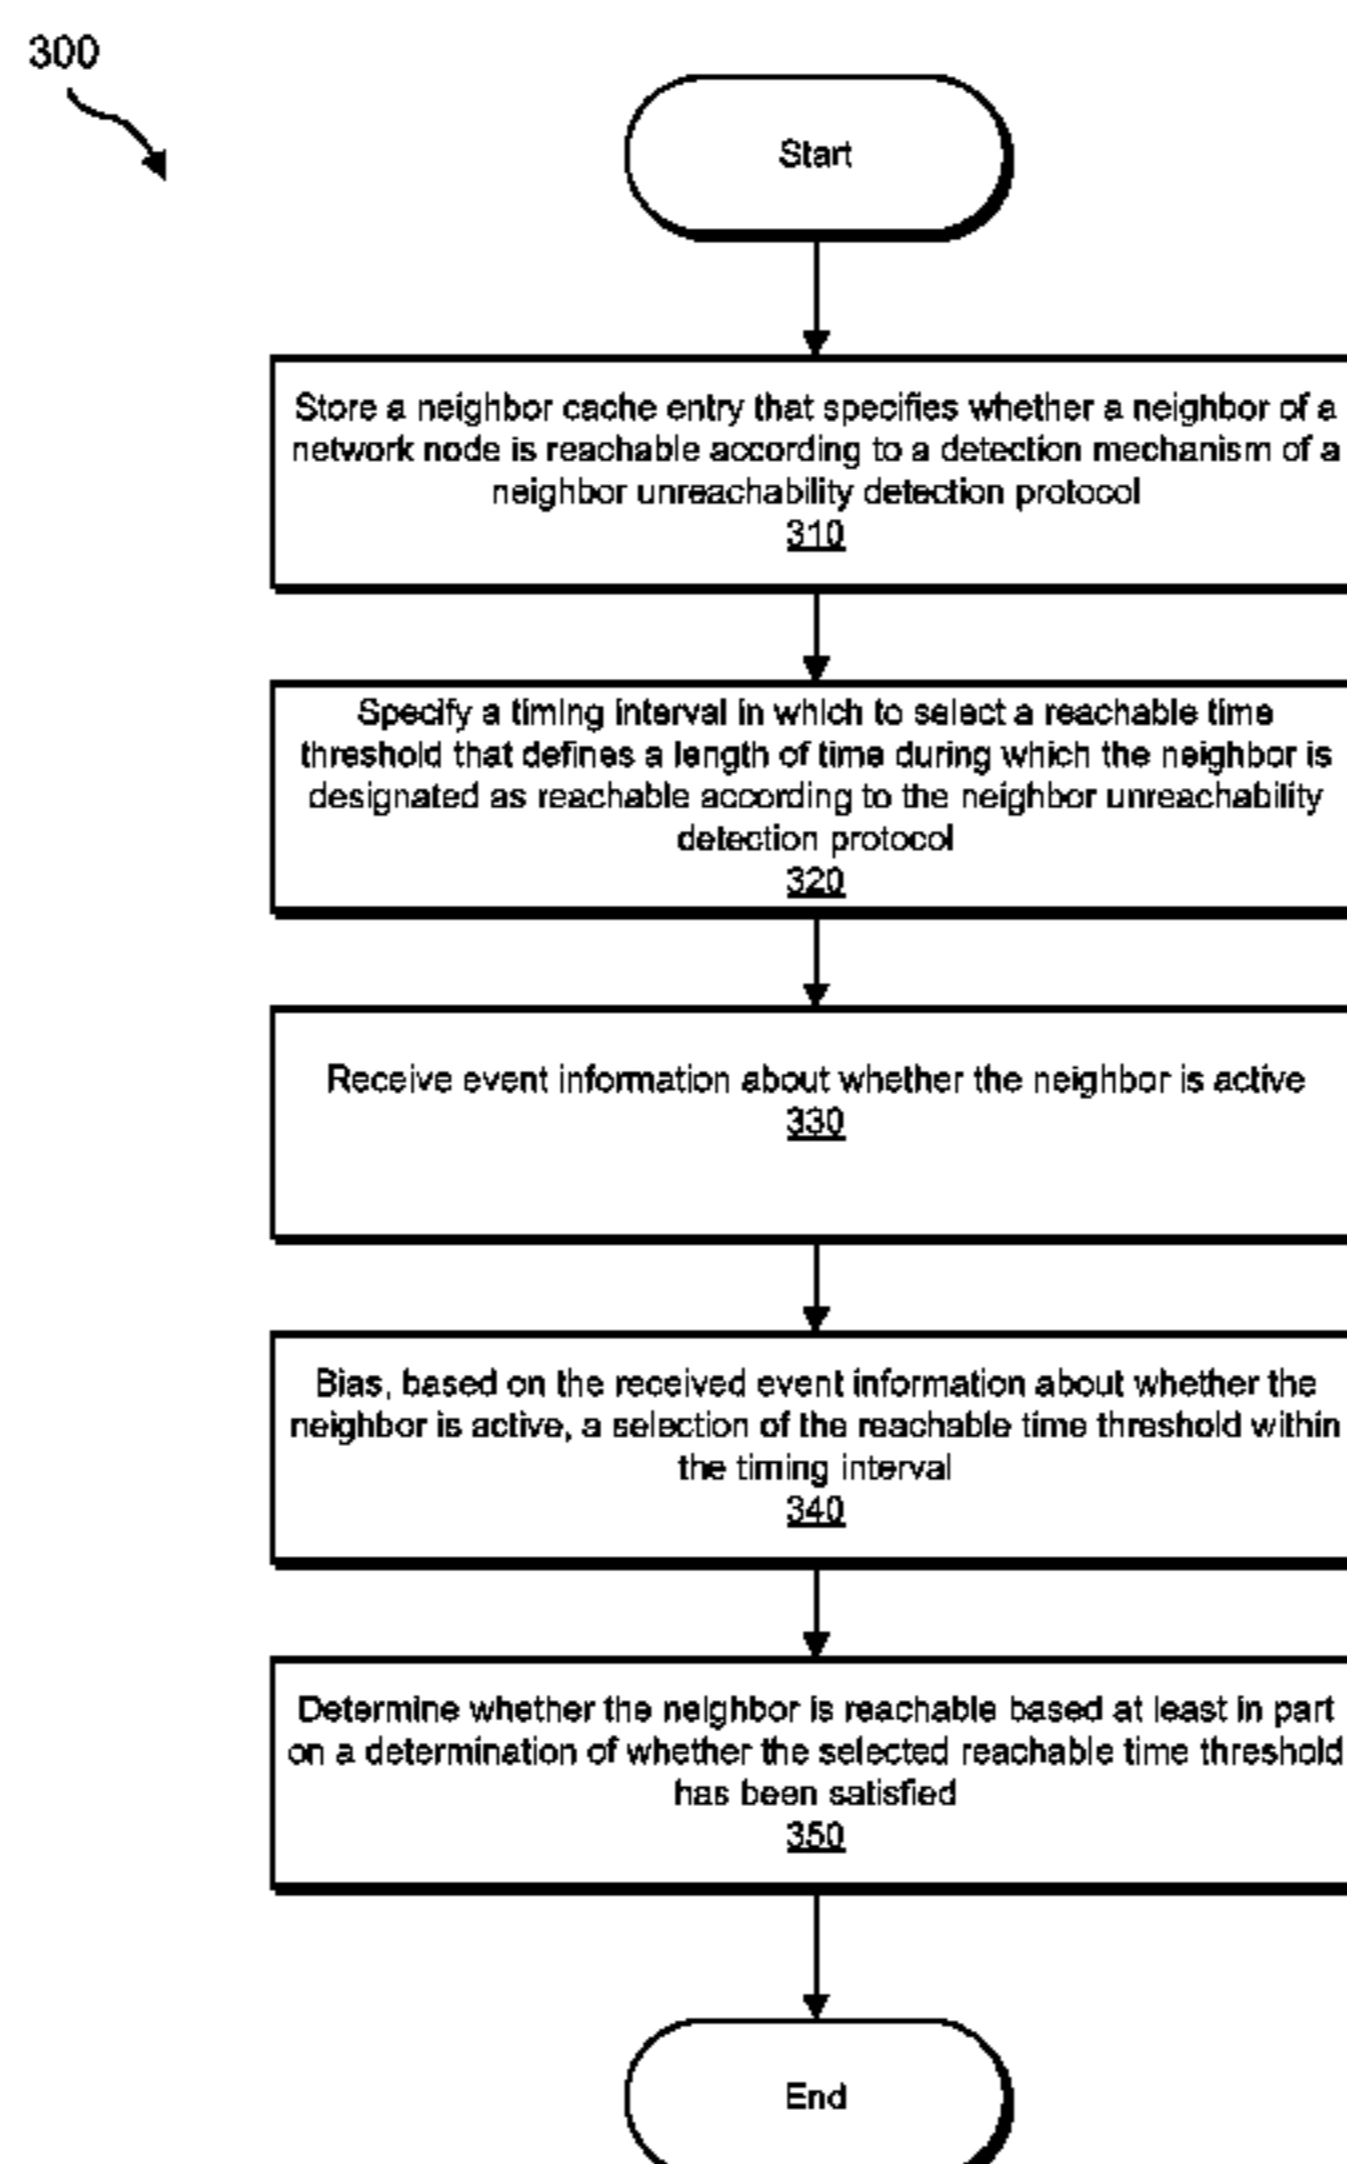 300
Start
Store a neighbor cache entry that specifies whether a neighbor of a
network node is reachable according to a detection mechanism of a
neighbor unreachability detection protocol
310
Specify a timing interval in which to select a reachable time
threshold that defines a length of time during which the neighbor is
designated as reachable according to the neighbor unreachability
detection protocol
320
Receive event information about whether the neighbor is active
330
Bias, based on the received event information about whether the
neighbor is active, a selection of the reachable time threshold within
the timing interval
340
Determine whether the neighbor is reachable based at least in part
on a determination of whether the selected reachable time threshold
has been satisfied
350
End